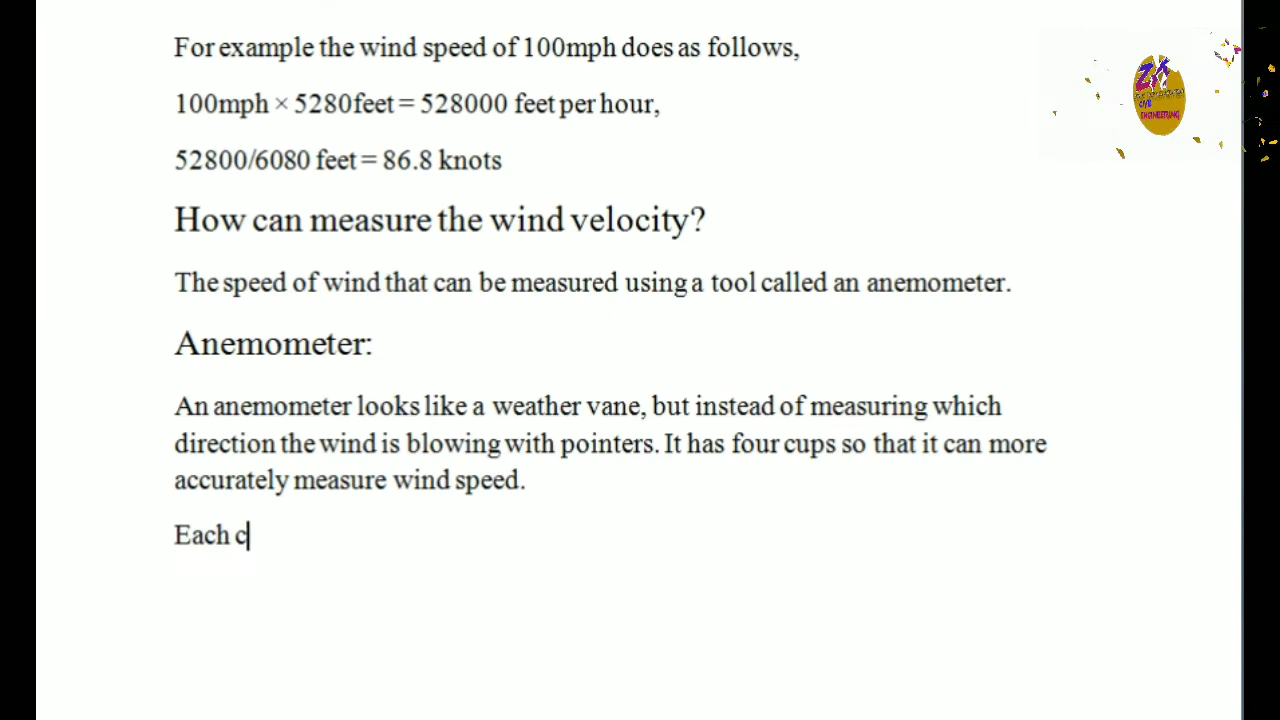 For example the wind speed of 100mph does as follows,
100mph × 5280feet = 528000 feet per hour,
52800/6080 feet = 86.8 knots
How can measure the wind velocity?
The speed of wind that can be measured using a tool called an anemometer.
Anemometer:
An anemometer looks like a weather vane, but instead of measuring which
direction the wind is blowing with pointers. It has four cups so that it can more
accurately measure wind speed.
Each c
CIVIL
ENGINEERING